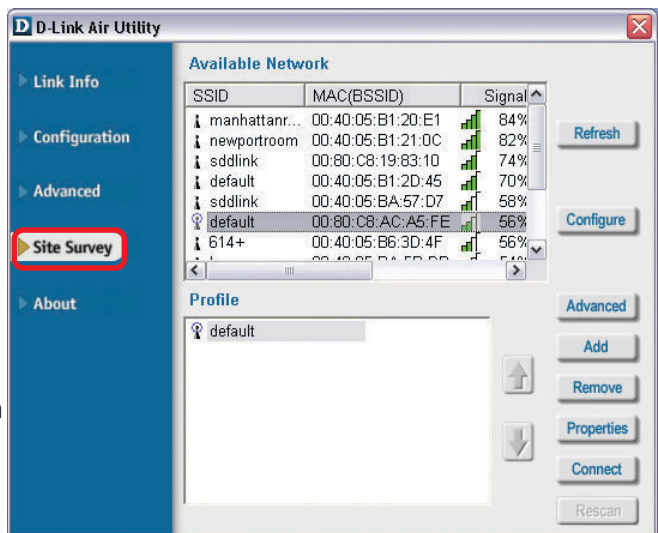 D D-Link Air Utility
Link Info
Configuration
Advanced
Site Survey
About
Available Network
SSID MAC(BSSID) Signal
manhattanr... 00:40:05:B1:20:E1 84%
newportroom 00:40:05:B1:21:0C 82%
sddlink 00:80:C8:19:83:10 74%
default 00:40:05:B1:2D:45 70%
sddlink 00:40:05:BA:57:D7 58%
default 00:80:C8:AC:A5:FE 56%
614+ 00:40:05:B6:3D:4F 56%
Refresh
Configure
Profile
default
Advanced
Add
Remove
Properties
Connect
Rescan